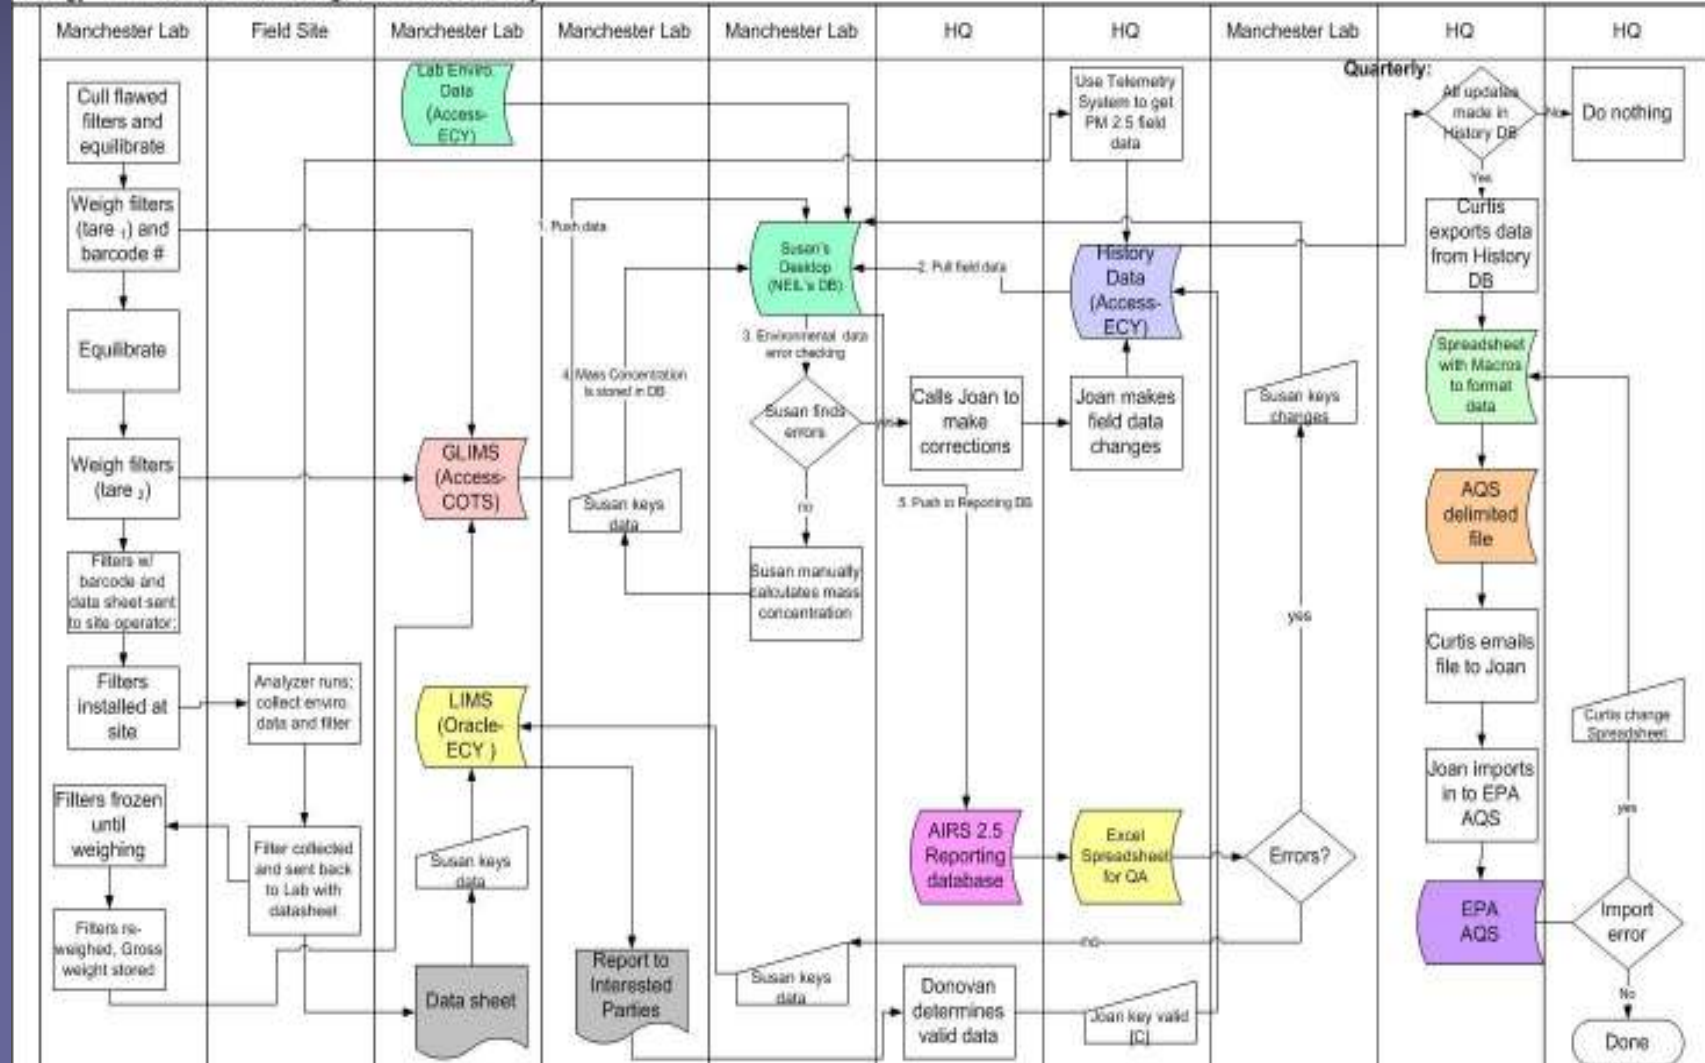 Manchester Lab
Field Site
Manchester Lab
Manchester Lab
Manchester Lab
HQ
HQ
Manchester Lab
HQ
HQ
Cull flawed
filters and
equilibrate
Weigh filters
(tare 1) and
barcode #
Equilibrate
Weigh filters
(tare 2)
Filters w/
barcode and
data sheet sent
to site operator;
Filters
installed at
site
Filters frozen
until
weighing
Filters re-
weighed, Gross
weight stored
Analyzer runs;
collect enviro.
data and filter
Filter collected
and sent back
to Lab with
datasheet
Lab Enviro.
Data
(Access-
ECY)
GLIMS
(Access-
COTS)
LIMS
(Oracle-
ECY )
Susan keys
data
Data sheet
1. Push data
4. Mass Concentration
is stored in DB
Susan keys
data
Report to
Interested
Parties
Susan's
Desktop
(NEIL's DB)
3. Environmental data
error checking
Susan finds
errors
yes
no
Susan manually
calculates mass
concentration
Susan keys
data
2. Pull field data
Calls Joan to
make
corrections
5. Push to Reporting DB
AIRS 2.5
Reporting
database
Donovan
determines
valid data
Use Telemetry
System to get
PM 2.5 field
data
History
Data
(Access-
ECY)
Joan makes
field data
changes
Excel
Spreadsheet
for QA
no
Joan key valid
[C]
Susan keys
changes
yes
Errors?
Quarterly:
All updates
made in
History DB
No
Yes
Curtis
exports data
from History
DB
Spreadsheet
with Macros
to format
data
AQS
delimited
file
Curtis emails
file to Joan
Joan imports
in to EPA
AQS
EPA
AQS
Do nothing
Curtis change
Spreadsheet
yes
Import
error
No
Done